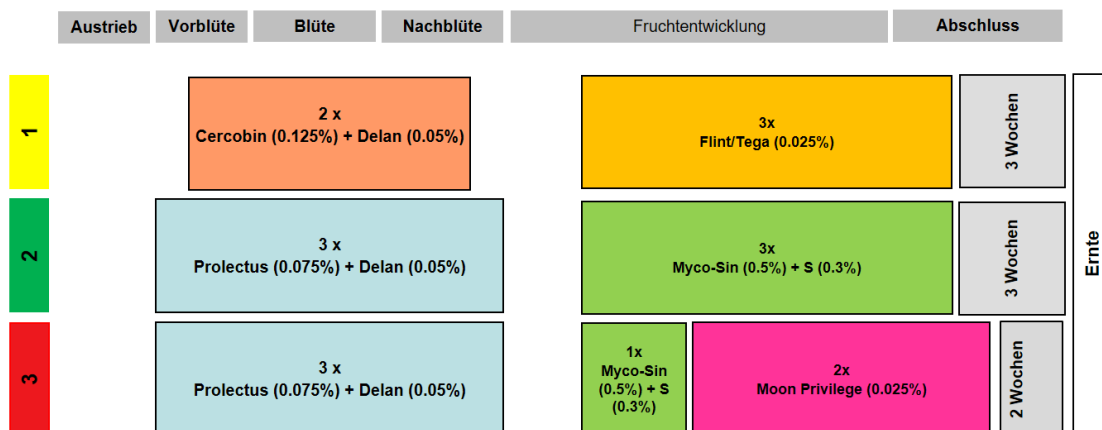 Austrieb
Vorblüte
Blüte
Nachblüte
Fruchtentwicklung
Abschluss
1
2 x
Cercobin (0.125%) + Delan (0.05%)
3x
Flint/Tega (0.025%)
3 Wochen
2
3 x
Prolectus (0.075%) + Delan (0.05%)
3x
Myco-Sin (0.5%) + S (0.3%)
3 Wochen
3
3 x
Prolectus (0.075%) + Delan (0.05%)
1x
Myco-Sin
(0.5%) + S
(0.3%)
2x
Moon Privilege (0.025%)
2 Wochen
Ernte